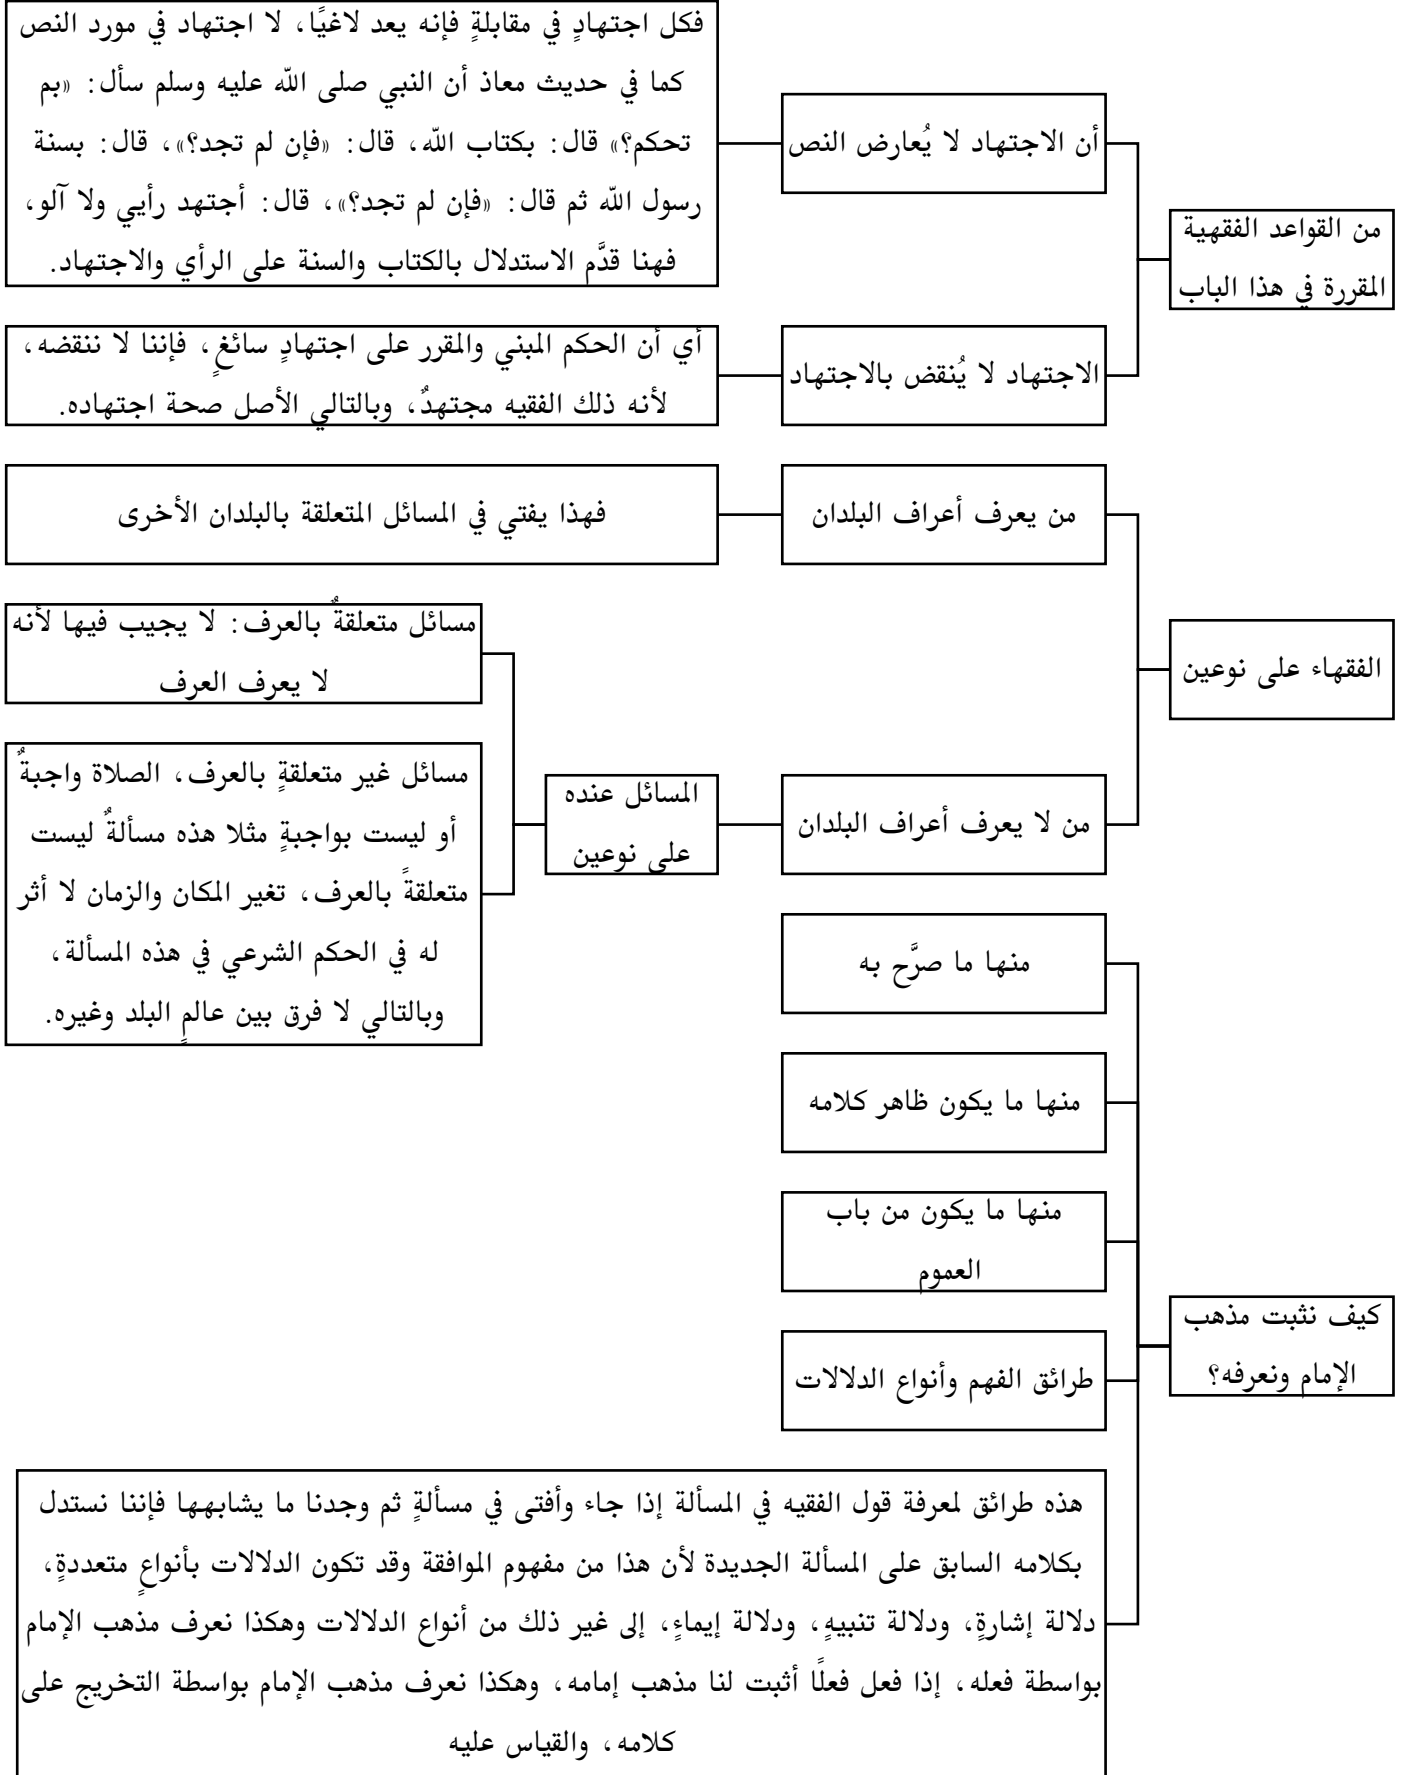 من القواعد الفقهية
المقررة في هذا الباب
أن الاجتهاد لا يُعارض النص
فكل اجتهادٍ في مقابلةٍ فإنه يعد لاغيًا، لا اجتهاد في مورد النص
كما في حديث معاذ أن النبي صلى الله عليه وسلم سأل: «بم
تحكم؟» قال: بكتاب الله، قال: «فإن لم تجد؟»، قال: بسنة
رسول الله ثم قال: «فإن لم تجد؟»، قال: أجتهد رأيي ولا آلو،
فهنا قدَّم الاستدلال بالكتاب والسنة على الرأي والاجتهاد.
الاجتهاد لا يُنقض بالاجتهاد
أي أن الحكم المبني والمقرر على اجتهادٍ سائغٍ، فإننا لا ننقضه،
لأنه ذلك الفقيه مجتهدٌ، وبالتالي الأصل صحة اجتهاده.
الفقهاء على نوعين
من يعرف أعراف البلدان
فهذا يفتي في المسائل المتعلقة بالبلدان الأخرى
من لا يعرف أعراف البلدان
المسائل عنده
على نوعين
مسائل متعلقةٌ بالعرف: لا يجيب فيها لأنه
لا يعرف العرف
مسائل غير متعلقةٍ بالعرف، الصلاة واجبةٌ
أو ليست بواجبةٍ مثلا هذه مسألةٌ ليست
متعلقةً بالعرف، تغير المكان والزمان لا أثر
له في الحكم الشرعي في هذه المسألة،
وبالتالي لا فرق بين عالمٍ البلد وغيره.
كيف نثبت مذهب
الإمام ونعرفه؟
منها ما صرَّح به
منها ما يكون ظاهر كلامه
منها ما يكون من باب
العموم
طرائق الفهم وأنواع الدلالات
هذه طرائق لمعرفة قول الفقيه في المسألة إذا جاء وأفتى في مسألةٍ ثم وجدنا ما يشابهها فإننا نستدل
بكلامه السابق على المسألة الجديدة لأن هذا من مفهوم الموافقة وقد تكون الدلالات بأنواعٍ متعددةٍ،
دلالة إشارةٍ، ودلالة تنبيهٍ، ودلالة إيماءٍ، إلى غير ذلك من أنواع الدلالات وهكذا نعرف مذهب الإمام
بواسطة فعله، إذا فعل فعلًا أثبت لنا مذهب إمامه، وهكذا نعرف مذهب الإمام بواسطة التخريج على
كلامه، والقياس عليه